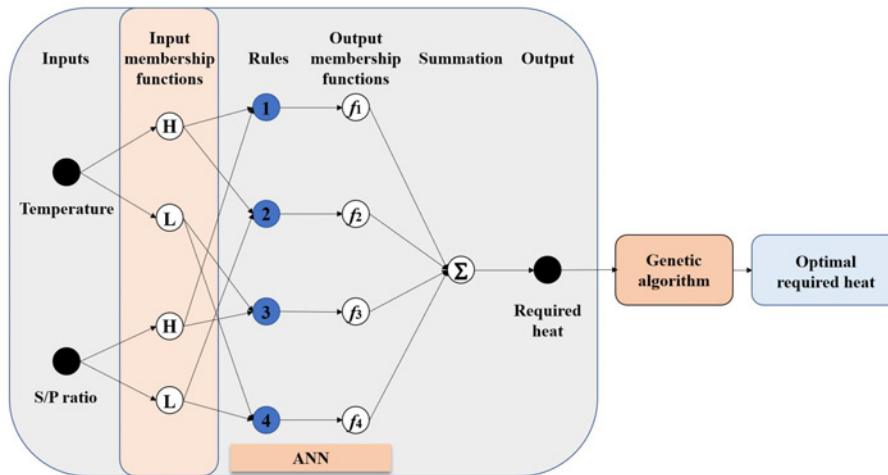 Inputs
Input
membership
functions
Rules
Output
membership
functions
Summation
Output
H
L
H
L
Temperature
S/P ratio
1
2
3
4
f1
f2
f3
f4
Σ
Required
heat
ANN
Genetic
algorithm
Optimal
required heat